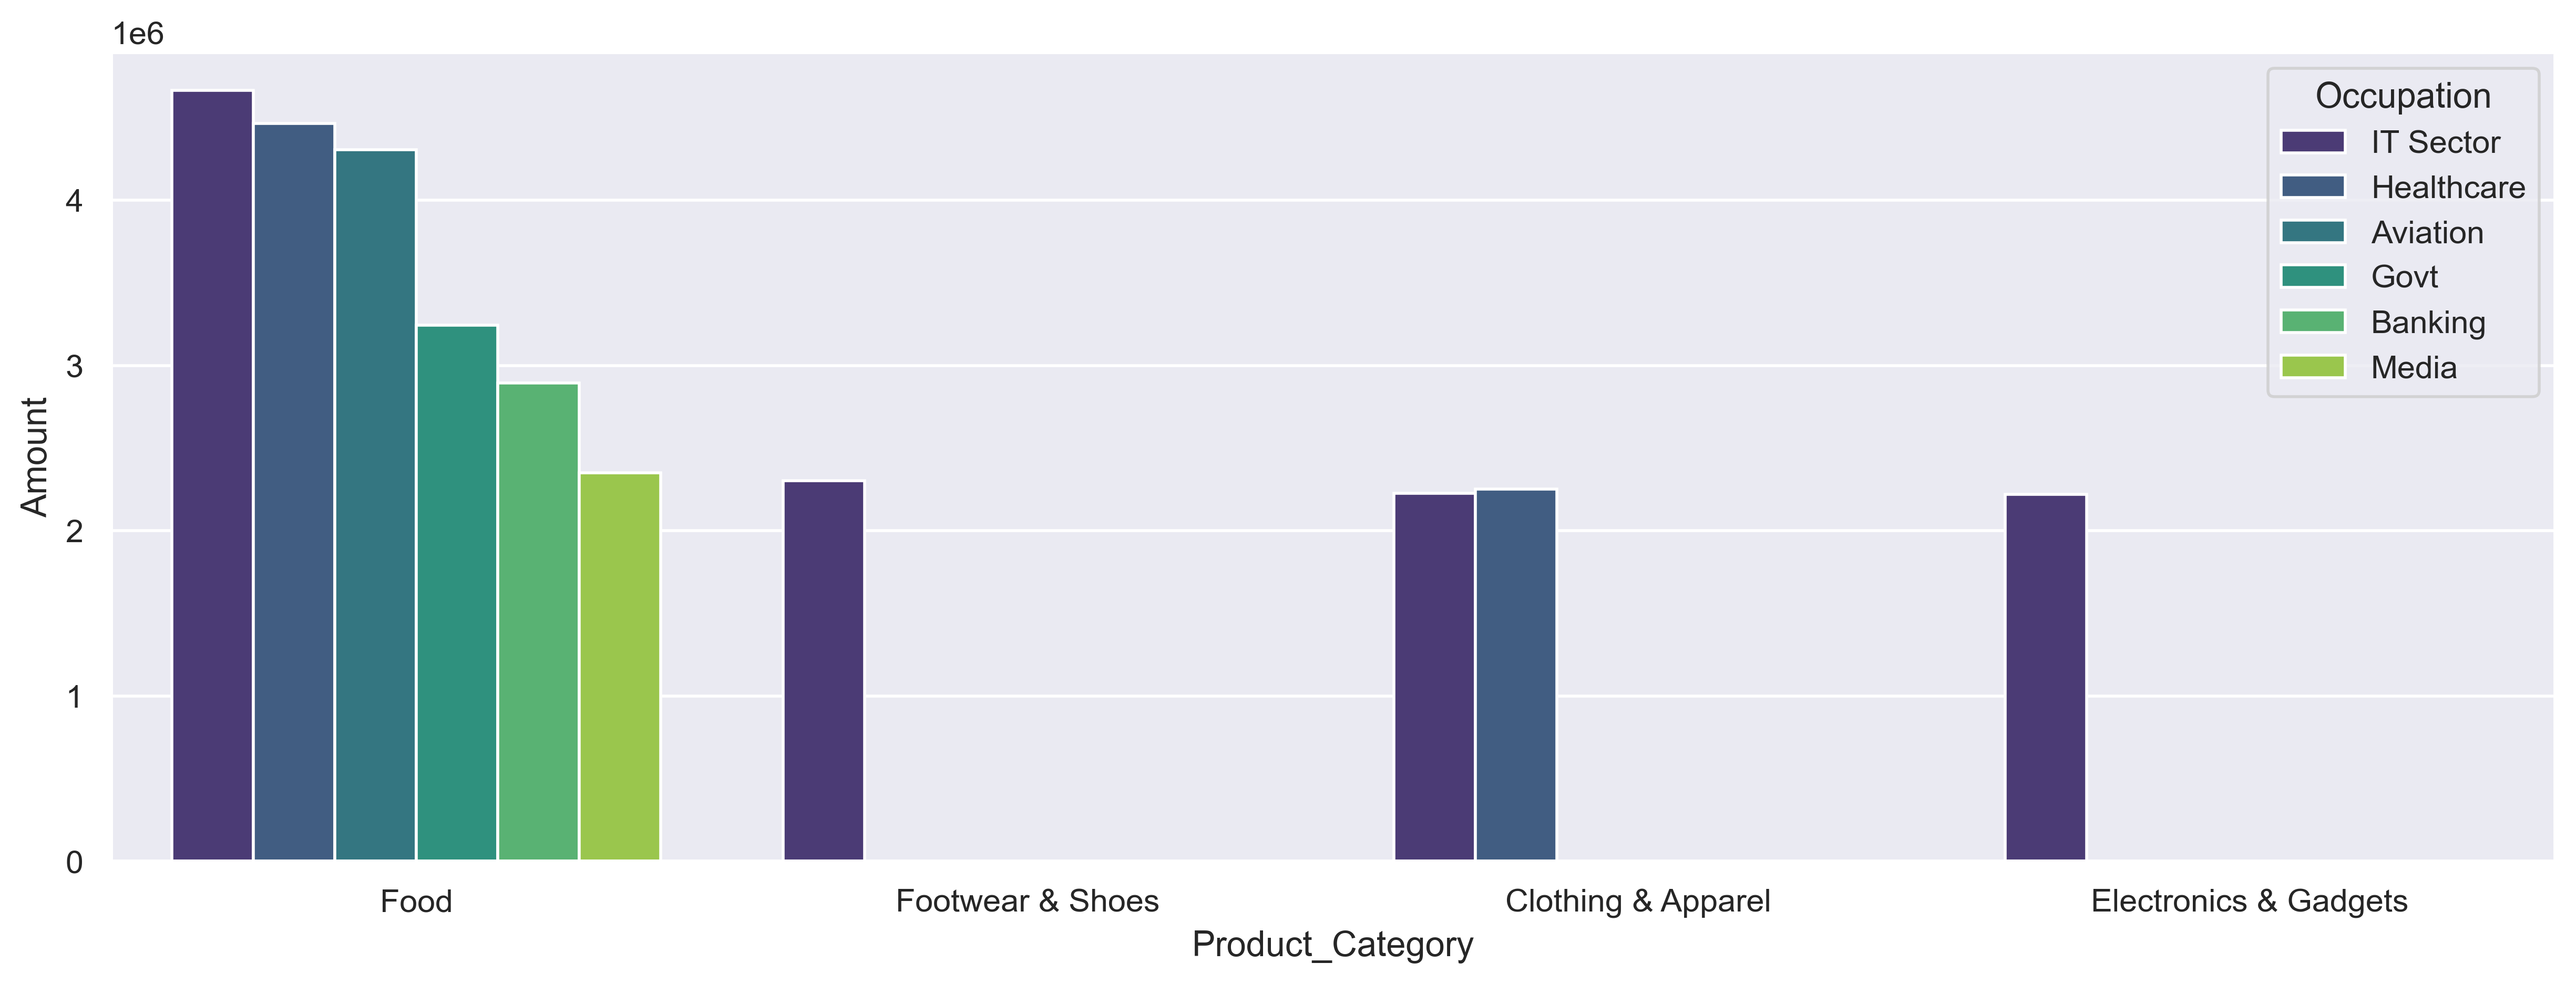 1e6
4
3
2
1
0
Amount
Food
Footwear & Shoes
Clothing & Apparel
Electronics & Gadgets
Product_Category
Occupation
IT Sector
Healthcare
Aviation
Govt
Banking
Media